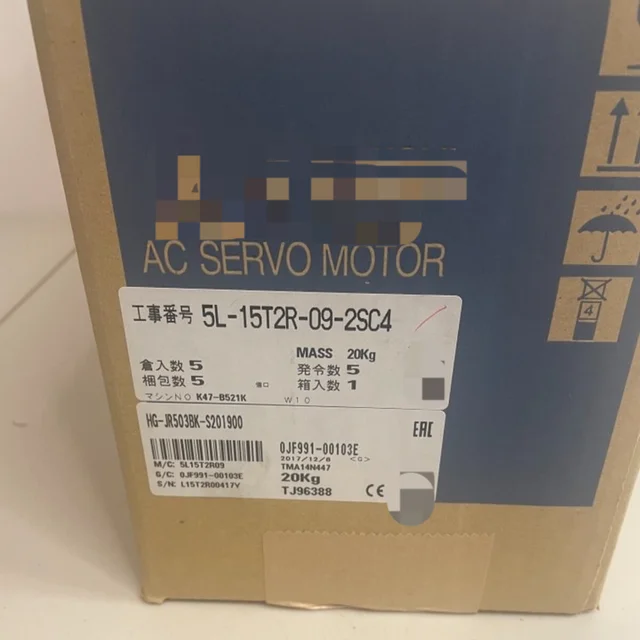 AC SERVO MOTOR
工事番号 5L-15T2R-09-2SC4
MASS 20Kg
倉入数 5 発令数 5
梱包数 5 箱入数 1
マシンNO K47-B521K W10
HG-JR503BK-S201900
EAC
0JF991-00103E
2017/12/8 <G>
M/C: 5L15T2R09 TMA14N447
G/C: 0JF991-00103E 20Kg
S/N: L15T2R00417Y TJ96388 CE
4